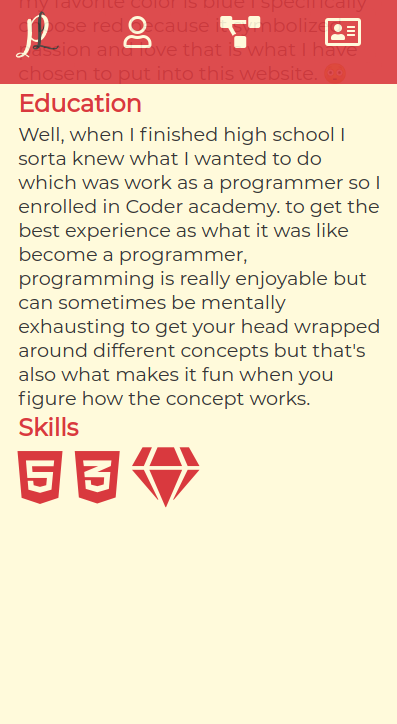 my favorite color is blue I specifically
choose red because it symbolizes
passion and love that is what I have
chosen to put into this website.
Education
Well, when I finished high school I
sorta knew what I wanted to do
which was work as a programmer so I
enrolled in Coder academy. to get the
best experience as what it was like
become a programmer,
programming is really enjoyable but
can sometimes be mentally
exhausting to get your head wrapped
around different concepts but that's
also what makes it fun when you
figure how the concept works.
Skills